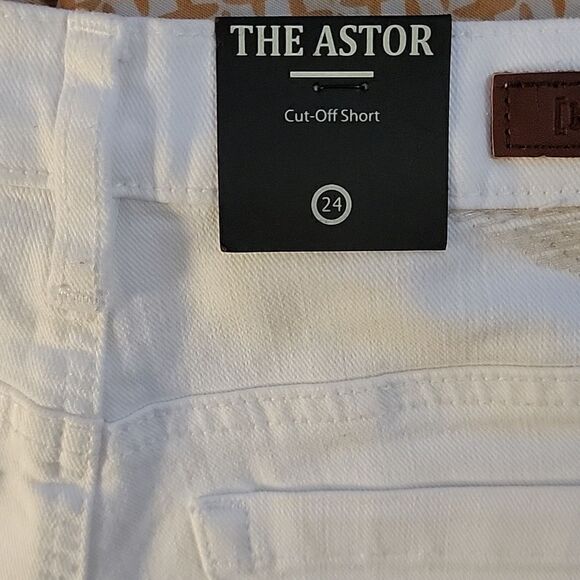 THE ASTOR
Cut-Off Short
24